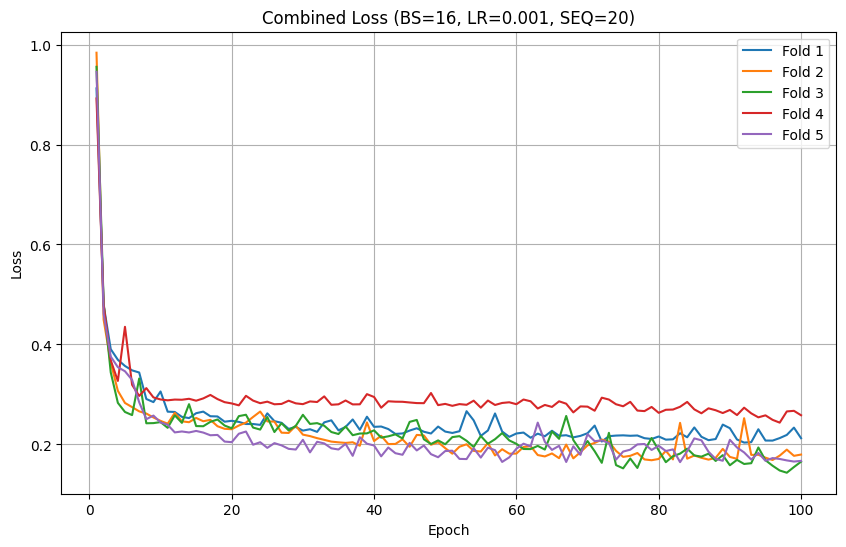 Combined Loss (BS=16, LR=0.001, SEQ=20)
Fold 1
Fold 2
Fold 3
Fold 4
Fold 5
Loss
1.0
0.8
0.6
0.4
0.2
0 20 40 60 80 100
Epoch